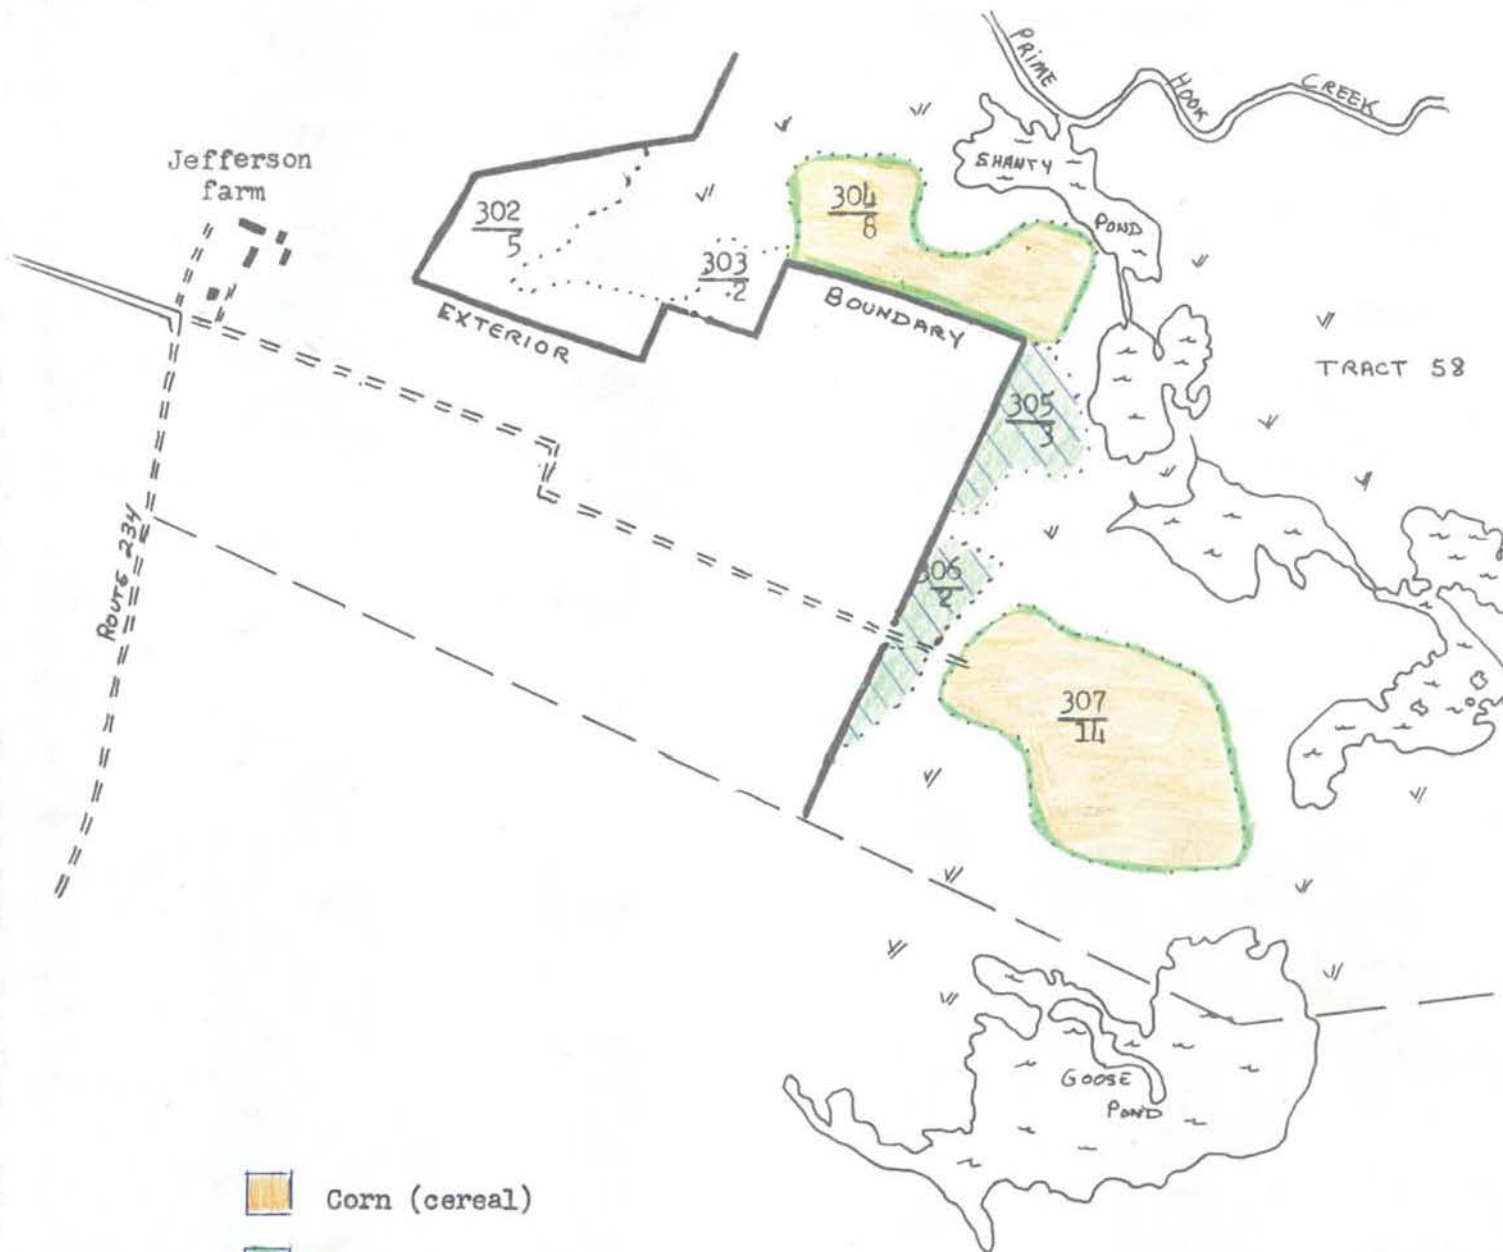 PRIME HOOK CREEK
SHANTY
POND
Jefferson
farm
302
5
303
2
304
8
EXTERIOR
BOUNDARY
TRACT 58
305
3
ROUTE 234
306
2
307
14
GOOSE
POND
Corn (cereal)